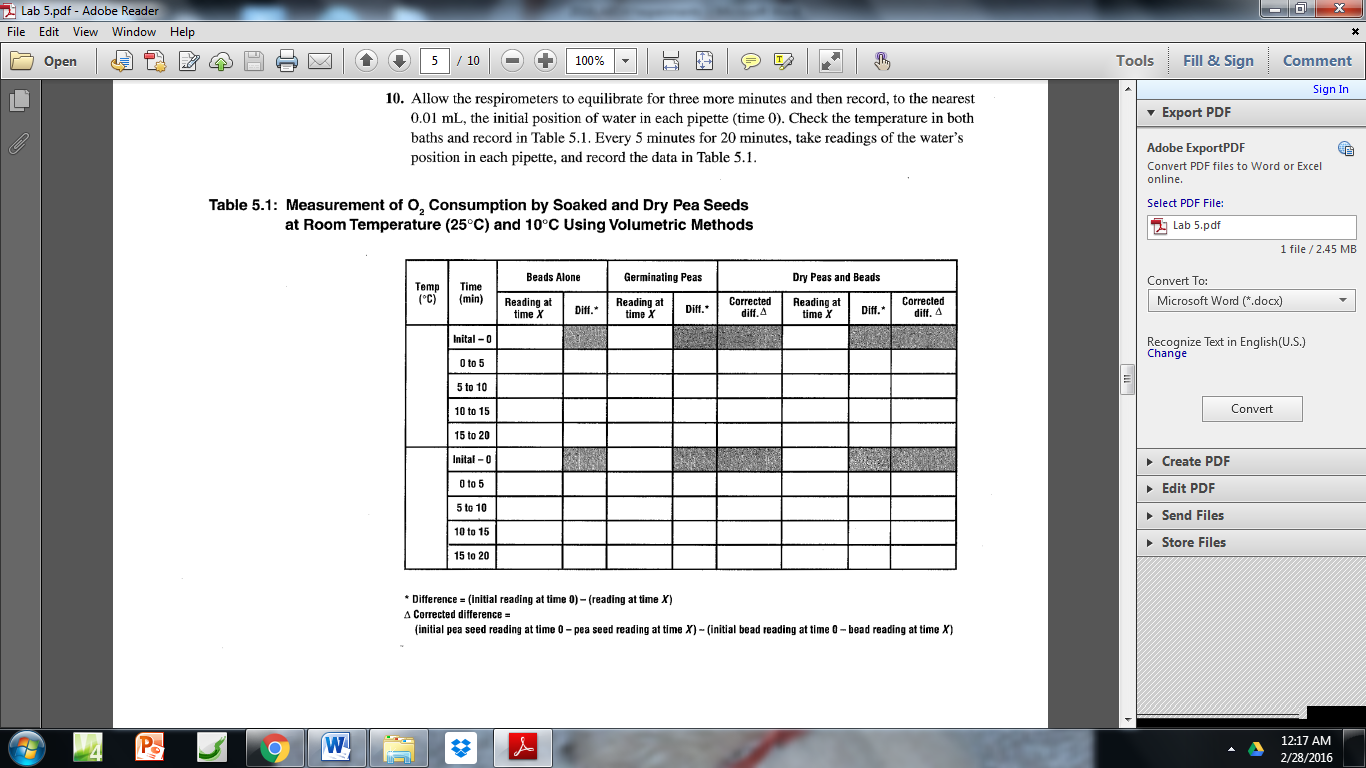 Lab 5.pdf - Adobe Reader
File Edit View Window Help
Open 5 / 10 100% Tools Fill & Sign Comment
Sign In
10. Allow the respirometers to equilibrate for three more minutes and then record, to the nearest
0.01 mL, the initial position of water in each pipette (time 0). Check the temperature in both
baths and record in Table 5.1. Every 5 minutes for 20 minutes, take readings of the water's
position in each pipette, and record the data in Table 5.1.
Table 5.1: Measurement of O2 Consumption by Soaked and Dry Pea Seeds
at Room Temperature (25°C) and 10°C Using Volumetric Methods
Temp (°C) Time (min) Beads Alone Germinating Peas Dry Peas and Beads
Reading at time X Diff.* Reading at time X Diff.* Corrected diff.Δ Reading at time X Diff.* Corrected diff. Δ
Inital – 0
0 to 5
5 to 10
10 to 15
15 to 20
Inital – 0
0 to 5
5 to 10
10 to 15
15 to 20
* Difference = (initial reading at time 0) – (reading at time X)
Δ Corrected difference =
(initial pea seed reading at time 0 – pea seed reading at time X) – (initial bead reading at time 0 – bead reading at time X)
Export PDF
Adobe ExportPDF
Convert PDF files to Word or Excel
online.
Select PDF File:
Lab 5.pdf
1 file / 2.45 MB
Convert To:
Microsoft Word (*.docx)
Recognize Text in English(U.S.)
Change
Convert
Create PDF
Edit PDF
Send Files
Store Files
12:17 AM
2/28/2016